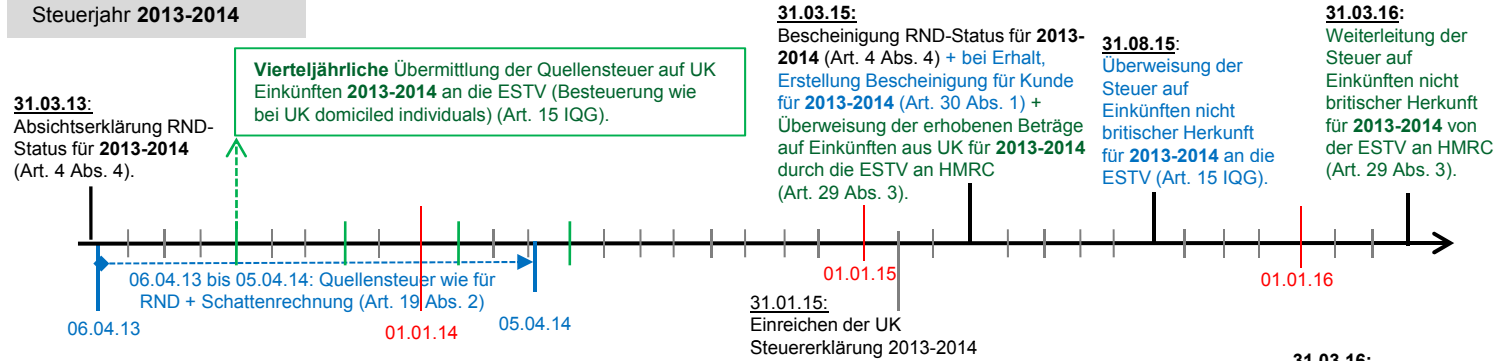 Steuerjahr 2013-2014
31.03.13:
Absichtserklärung RND-
Status für 2013-2014
(Art. 4 Abs. 4).
Vierteljährliche Übermittlung der Quellensteuer auf UK
Einkünften 2013-2014 an die ESTV (Besteuerung wie
bei UK domiciled individuals) (Art. 15 IQG).
31.03.15:
Bescheinigung RND-Status für 2013-
2014 (Art. 4 Abs. 4) + bei Erhalt,
Erstellung Bescheinigung für Kunde
für 2013-2014 (Art. 30 Abs. 1) +
Überweisung der erhobenen Beträge
auf Einkünften aus UK für 2013-2014
durch die ESTV an HMRC
(Art. 29 Abs. 3).
31.08.15:
Überweisung der
Steuer auf
Einkünften nicht
britischer Herkunft
für 2013-2014 an die
ESTV (Art. 15 IQG).
31.03.16:
Weiterleitung der
Steuer auf
Einkünften nicht
britischer Herkunft
für 2013-2014 von
der ESTV an HMRC
(Art. 29 Abs. 3).
06.04.13 bis 05.04.14: Quellensteuer wie für
RND + Schattenrechnung (Art. 19 Abs. 2)
06.04.13
01.01.14
05.04.14
01.01.15
31.01.15:
Einreichen der UK
Steuererklärung 2013-2014
01.01.16
31.03.16: